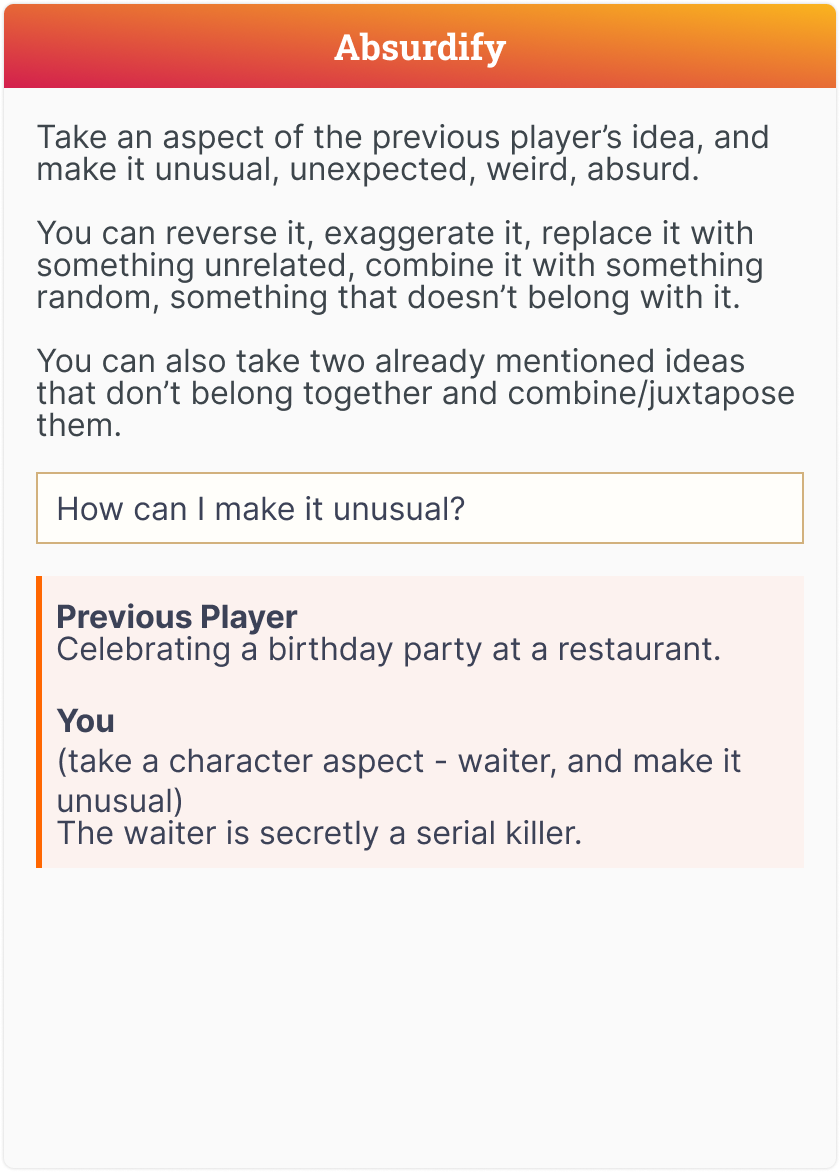 Absurdify
Take an aspect of the previous player’s idea, and
make it unusual, unexpected, weird, absurd.
You can reverse it, exaggerate it, replace it with
something unrelated, combine it with something
random, something that doesn’t belong with it.
You can also take two already mentioned ideas
that don’t belong together and combine/juxtapose
them.
How can I make it unusual?
Previous Player
Celebrating a birthday party at a restaurant.
You
(take a character aspect - waiter, and make it
unusual)
The waiter is secretly a serial killer.